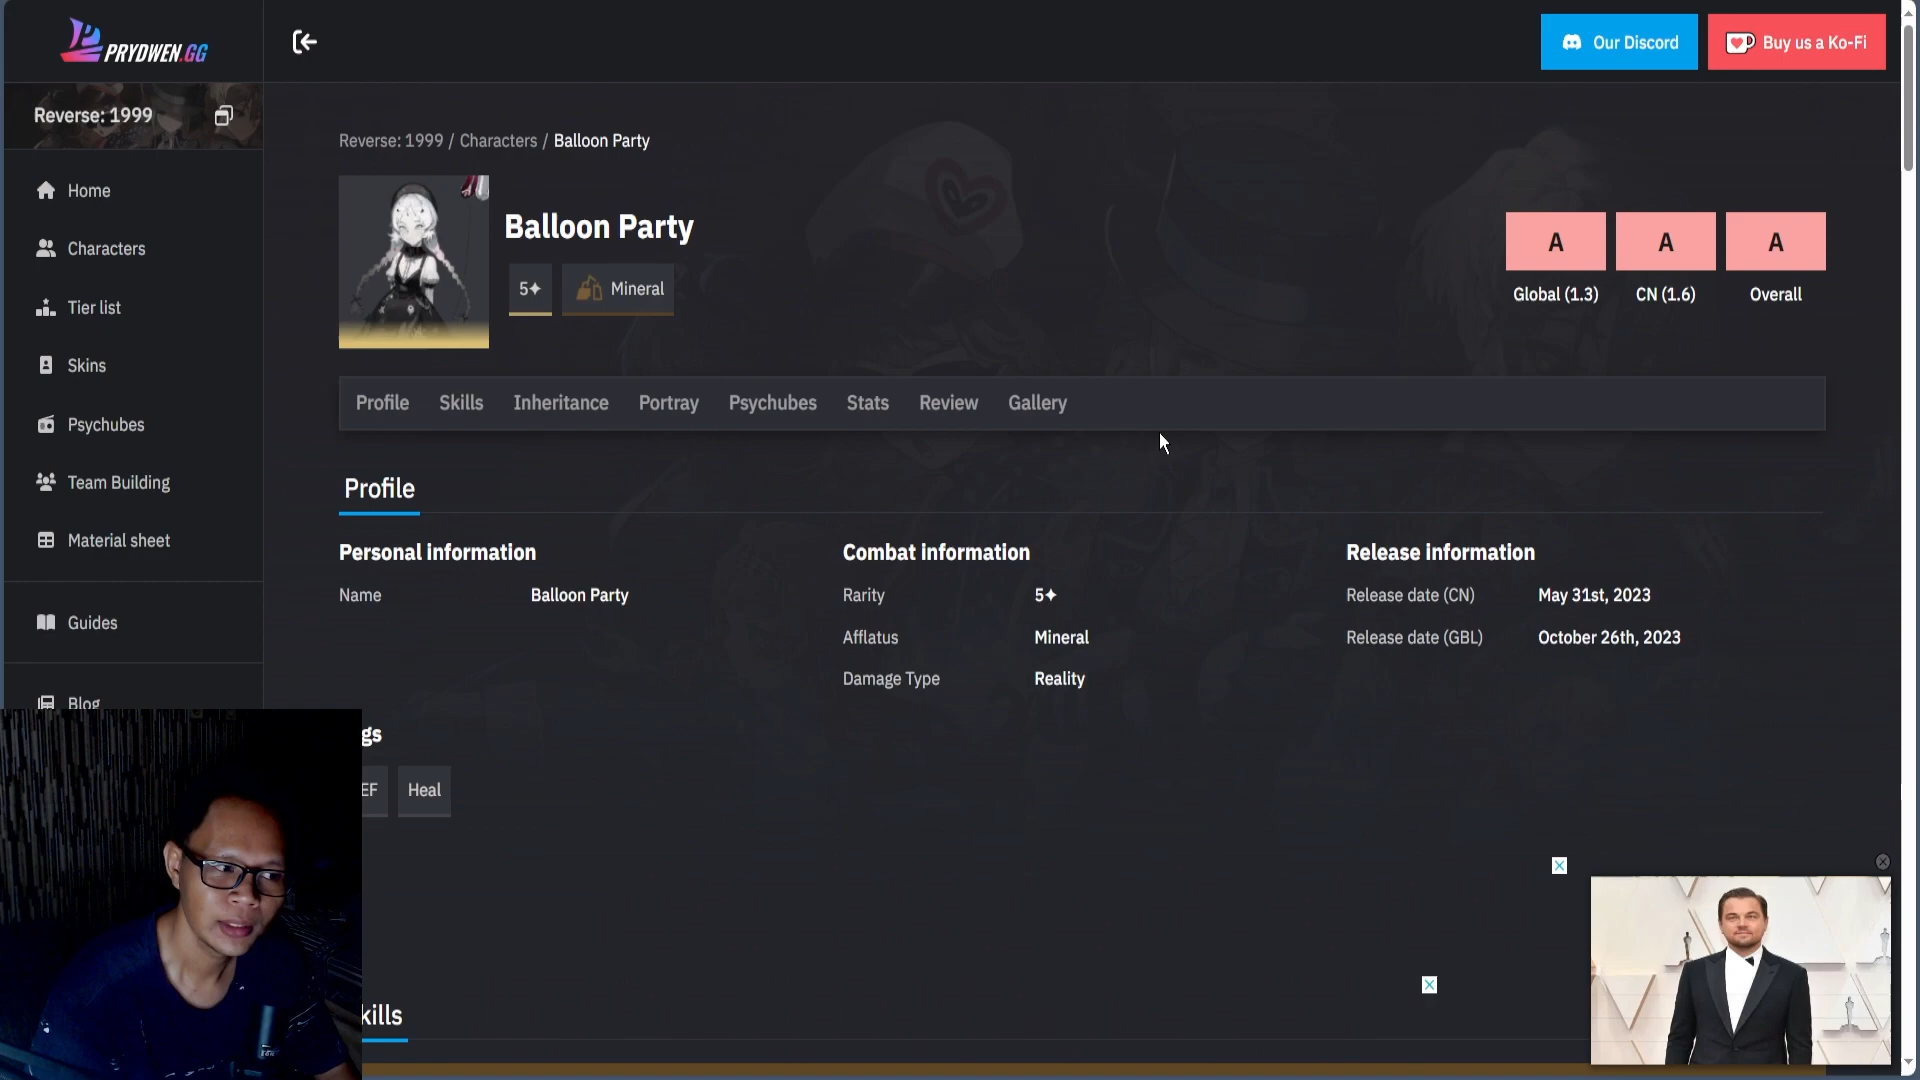 PRYDWEN.GG
Our Discord
Buy us a Ko-Fi
Reverse: 1999
Home
Characters
Tier list
Skins
Psychubes
Team Building
Material sheet
Guides
Blog
Reverse: 1999 / Characters / Balloon Party
Balloon Party
5✦
Mineral
A
A
A
Global (1.3)
CN (1.6)
Overall
Profile Skills Inheritance Portray Psychubes Stats Review Gallery
Profile
Personal information
Name Balloon Party
Combat information
Rarity 5✦
Afflatus Mineral
Damage Type Reality
Release information
Release date (CN) May 31st, 2023
Release date (GBL) October 26th, 2023
gs
EF
Heal
kills